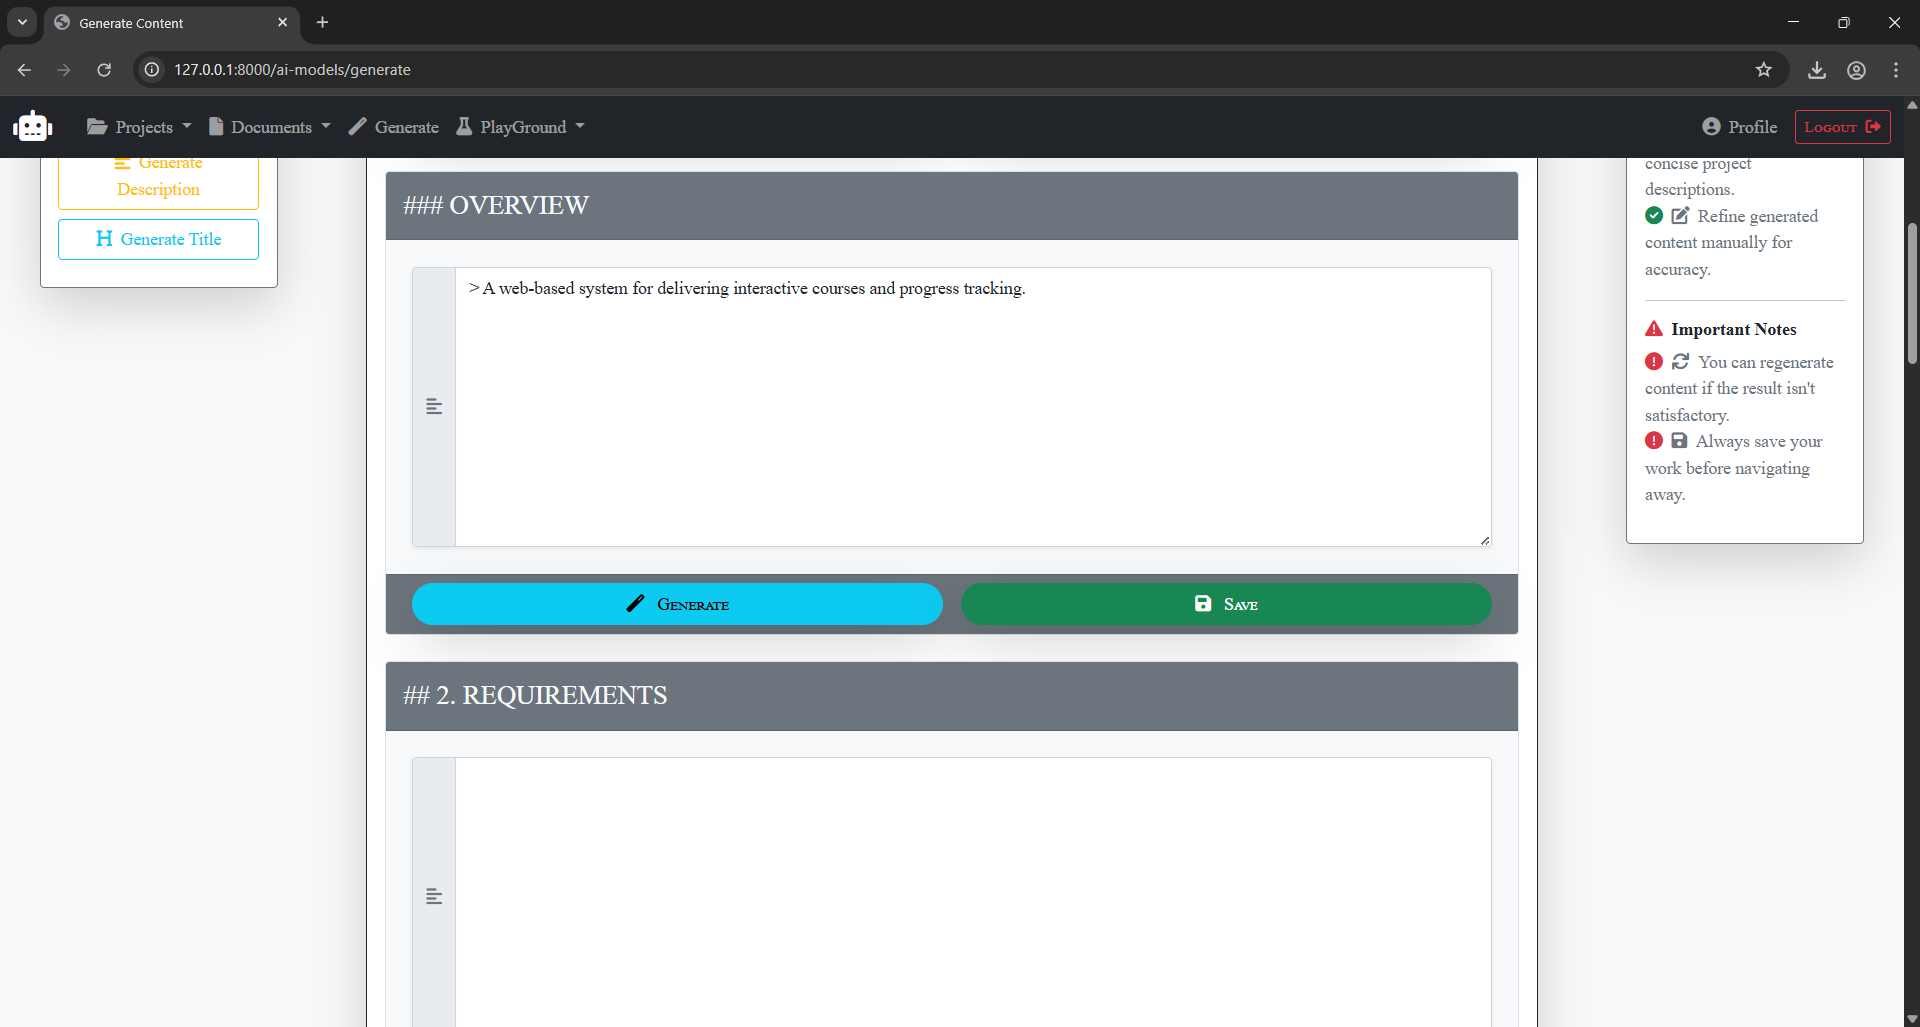 Generate Content
127.0.0.1:8000/ai-models/generate
Projects
Documents
Generate
PlayGround
Profile
Logout
Generate
Description
H Generate Title
### OVERVIEW
> A web-based system for delivering interactive courses and progress tracking.
Generate
Save
## 2. REQUIREMENTS
concise project
descriptions.
Refine generated
content manually for
accuracy.
Important Notes
You can regenerate
content if the result isn't
satisfactory.
Always save your
work before navigating
away.